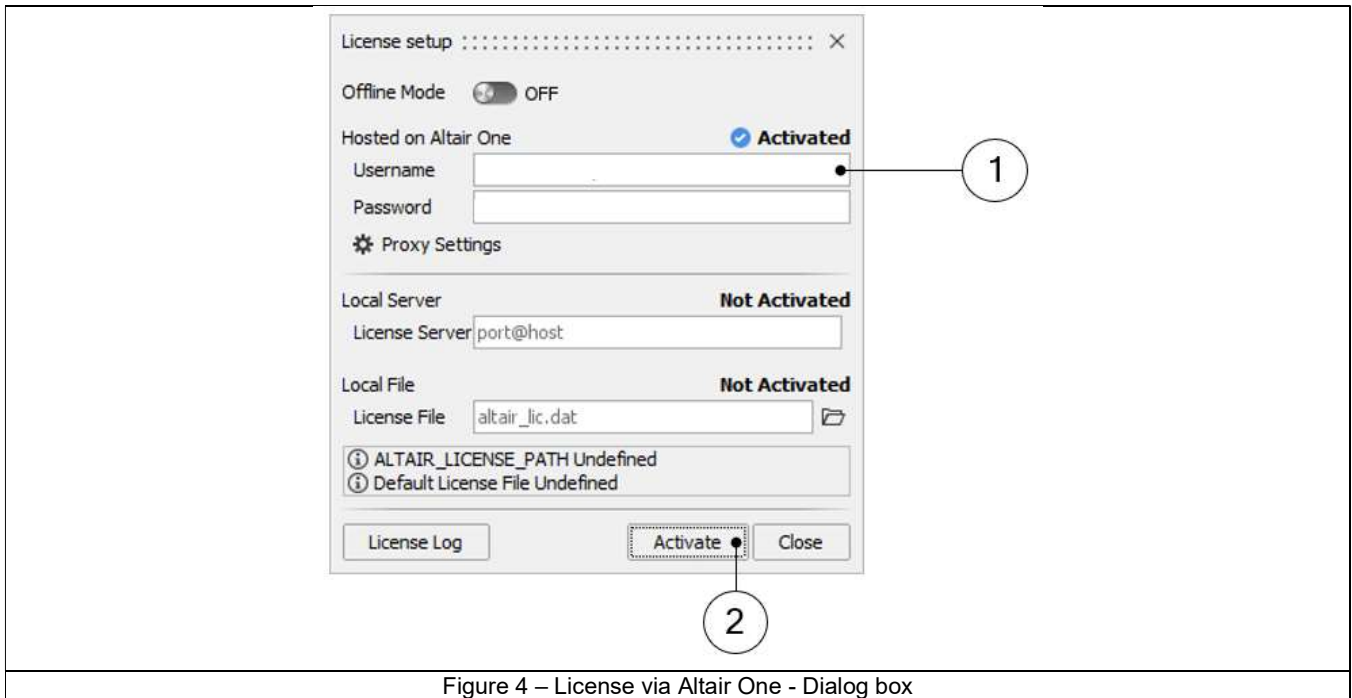 License setup
Offline Mode OFF
Hosted on Altair One Activated
Username
1
Password
Proxy Settings
Local Server Not Activated
License Server port@host
Local File Not Activated
License File altair_lic.dat
ALTAIR_LICENSE_PATH Undefined
Default License File Undefined
License Log Activate Close
2
Figure 4 – License via Altair One - Dialog box